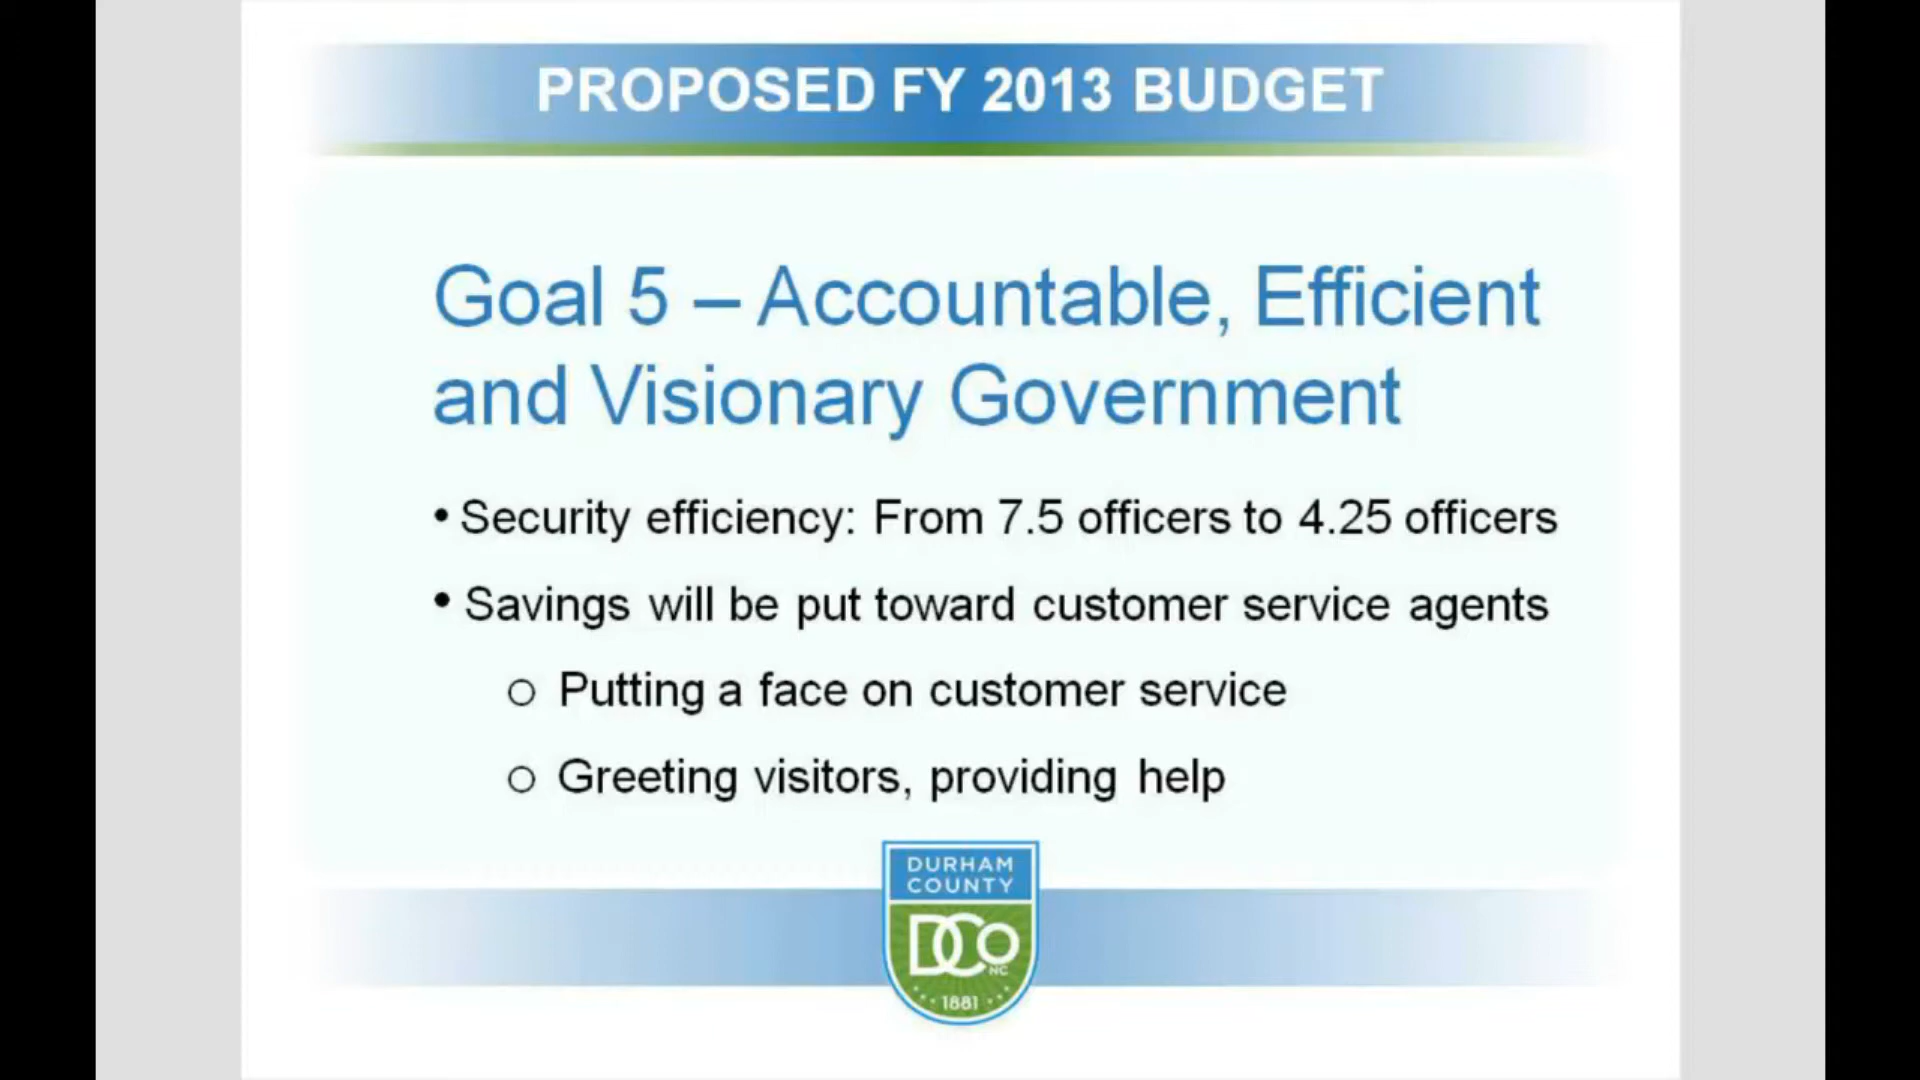 PROPOSED FY 2013 BUDGET
Goal 5 – Accountable, Efficient
and Visionary Government
• Security efficiency: From 7.5 officers to 4.25 officers
• Savings will be put toward customer service agents
o Putting a face on customer service
o Greeting visitors, providing help
DURHAM
COUNTY
DCo
NC
1881